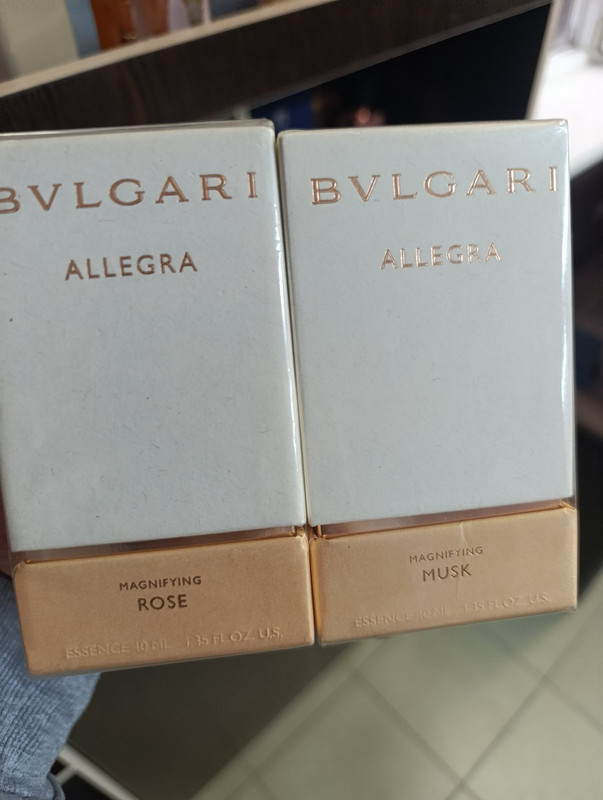 BVLGARI
ALLEGRA
MAGNIFYING
ROSE
ESSENCE 10 ML 1.35 FL.OZ. U.S.
BVLGARI
ALLEGRA
MAGNIFYING
MUSK
ESSENCE 10 ML 1.35 FL.OZ. U.S.